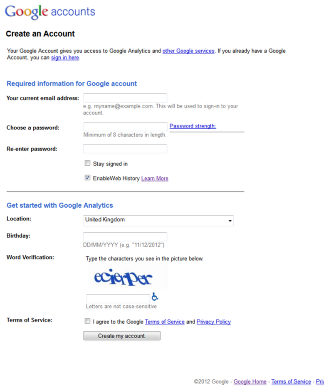 Google accounts
Create an Account
Your Google Account gives you access to Google Analytics and other Google services. If you already have a Google
Account, you can sign in here.
Required information for Google account
Your current email address:
e.g. myname@example.com. This will be used to sign-in to your
account.
Choose a password: Password strength:
Minimum of 8 characters in length.
Re-enter password:
Stay signed in
EnableWeb History Learn More
Get started with Google Analytics
Location: United Kingdom
Birthday:
DD/MM/YYYY (e.g. "11/12/2012")
Word Verification: Type the characters you see in the picture below.
Letters are not case-sensitive
Terms of Service: I agree to the Google Terms of Service and Privacy Policy
Create my account.
©2012 Google - Google Home - Terms of Service - Pri